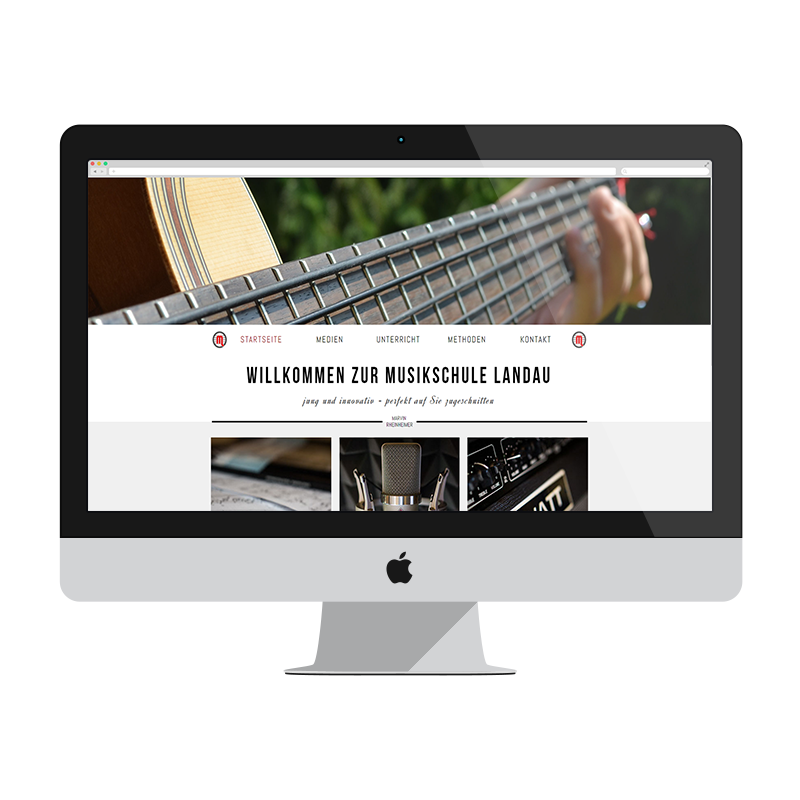 STARTSEITE MEDIEN UNTERRICHT METHODEN KONTAKT
WILLKOMMEN ZUR MUSIKSCHULE LANDAU
jung und innovativ - perfekt auf Sie zugeschnitten
MARVIN
RHEINHEIMER